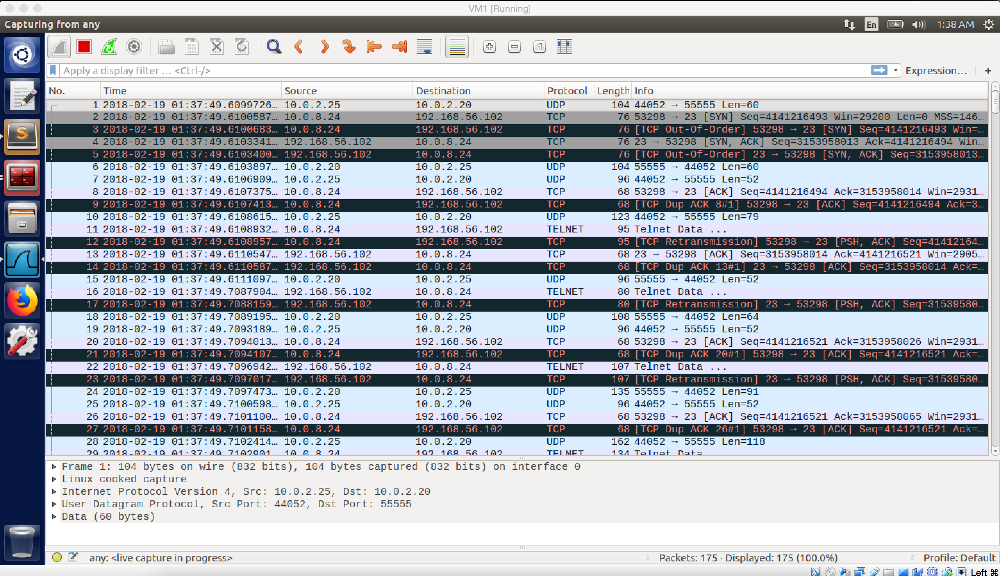 VM1 [Running]
Capturing from any
En
1:38 AM
Apply a display filter … <Ctrl-/>
Expression…
+
No. Time Source Destination Protocol Length Info
1 2018-02-19 01:37:49.6099726… 10.0.2.25 10.0.2.20 UDP 104 44052 → 55555 Len=60
2 2018-02-19 01:37:49.6100587… 10.0.8.24 192.168.56.102 TCP 76 53298 → 23 [SYN] Seq=4141216493 Win=29200 Len=0 MSS=146…
3 2018-02-19 01:37:49.6100683… 10.0.8.24 192.168.56.102 TCP 76 [TCP Out-Of-Order] 53298 → 23 [SYN] Seq=4141216493 Win=…
4 2018-02-19 01:37:49.6103341… 192.168.56.102 10.0.8.24 TCP 76 23 → 53298 [SYN, ACK] Seq=3153958013 Ack=4141216494 Win…
5 2018-02-19 01:37:49.6103400… 192.168.56.102 10.0.8.24 TCP 76 [TCP Out-Of-Order] 23 → 53298 [SYN, ACK] Seq=3153958013…
6 2018-02-19 01:37:49.6103897… 10.0.2.20 10.0.2.25 UDP 104 55555 → 44052 Len=60
7 2018-02-19 01:37:49.6106909… 10.0.2.25 10.0.2.20 UDP 96 44052 → 55555 Len=52
8 2018-02-19 01:37:49.6107375… 10.0.8.24 192.168.56.102 TCP 68 53298 → 23 [ACK] Seq=4141216494 Ack=3153958014 Win=2931…
9 2018-02-19 01:37:49.6107413… 10.0.8.24 192.168.56.102 TCP 68 [TCP Dup ACK 8#1] 53298 → 23 [ACK] Seq=4141216494 Ack=3…
10 2018-02-19 01:37:49.6108615… 10.0.2.25 10.0.2.20 UDP 123 44052 → 55555 Len=79
11 2018-02-19 01:37:49.6108932… 10.0.8.24 192.168.56.102 TELNET 95 Telnet Data ...
12 2018-02-19 01:37:49.6108957… 10.0.8.24 192.168.56.102 TCP 95 [TCP Retransmission] 53298 → 23 [PSH, ACK] Seq=41412164…
13 2018-02-19 01:37:49.6110547… 192.168.56.102 10.0.8.24 TCP 68 23 → 53298 [ACK] Seq=3153958014 Ack=4141216521 Win=2905…
14 2018-02-19 01:37:49.6110587… 192.168.56.102 10.0.8.24 TCP 68 [TCP Dup ACK 13#1] 23 → 53298 [ACK] Seq=3153958014 Ack=…
15 2018-02-19 01:37:49.6111097… 10.0.2.20 10.0.2.25 UDP 96 55555 → 44052 Len=52
16 2018-02-19 01:37:49.7087904… 192.168.56.102 10.0.8.24 TELNET 80 Telnet Data ...
17 2018-02-19 01:37:49.7088159… 192.168.56.102 10.0.8.24 TCP 80 [TCP Retransmission] 23 → 53298 [PSH, ACK] Seq=31539580…
18 2018-02-19 01:37:49.7089195… 10.0.2.20 10.0.2.25 UDP 108 55555 → 44052 Len=64
19 2018-02-19 01:37:49.7093189… 10.0.2.25 10.0.2.20 UDP 96 44052 → 55555 Len=52
20 2018-02-19 01:37:49.7094013… 10.0.8.24 192.168.56.102 TCP 68 53298 → 23 [ACK] Seq=4141216521 Ack=3153958026 Win=2931…
21 2018-02-19 01:37:49.7094107… 10.0.8.24 192.168.56.102 TCP 68 [TCP Dup ACK 20#1] 53298 → 23 [ACK] Seq=4141216521 Ack=…
22 2018-02-19 01:37:49.7096942… 192.168.56.102 10.0.8.24 TELNET 107 Telnet Data ...
23 2018-02-19 01:37:49.7097017… 192.168.56.102 10.0.8.24 TCP 107 [TCP Retransmission] 23 → 53298 [PSH, ACK] Seq=31539580…
24 2018-02-19 01:37:49.7097473… 10.0.2.20 10.0.2.25 UDP 135 55555 → 44052 Len=91
25 2018-02-19 01:37:49.7100598… 10.0.2.25 10.0.2.20 UDP 96 44052 → 55555 Len=52
26 2018-02-19 01:37:49.7101100… 10.0.8.24 192.168.56.102 TCP 68 53298 → 23 [ACK] Seq=4141216521 Ack=3153958065 Win=2931…
27 2018-02-19 01:37:49.7101158… 10.0.8.24 192.168.56.102 TCP 68 [TCP Dup ACK 26#1] 53298 → 23 [ACK] Seq=4141216521 Ack=…
28 2018-02-19 01:37:49.7102414… 10.0.2.25 10.0.2.20 UDP 162 44052 → 55555 Len=118
29 2018-02-19 01:37:49.7102901 10.0.8.24 192.168.56.102 TELNET 134 Telnet Data
Frame 1: 104 bytes on wire (832 bits), 104 bytes captured (832 bits) on interface 0
Linux cooked capture
Internet Protocol Version 4, Src: 10.0.2.25, Dst: 10.0.2.20
User Datagram Protocol, Src Port: 44052, Dst Port: 55555
Data (60 bytes)
any: <live capture in progress>
Packets: 175 · Displayed: 175 (100.0%)
Profile: Default
Left ⌘